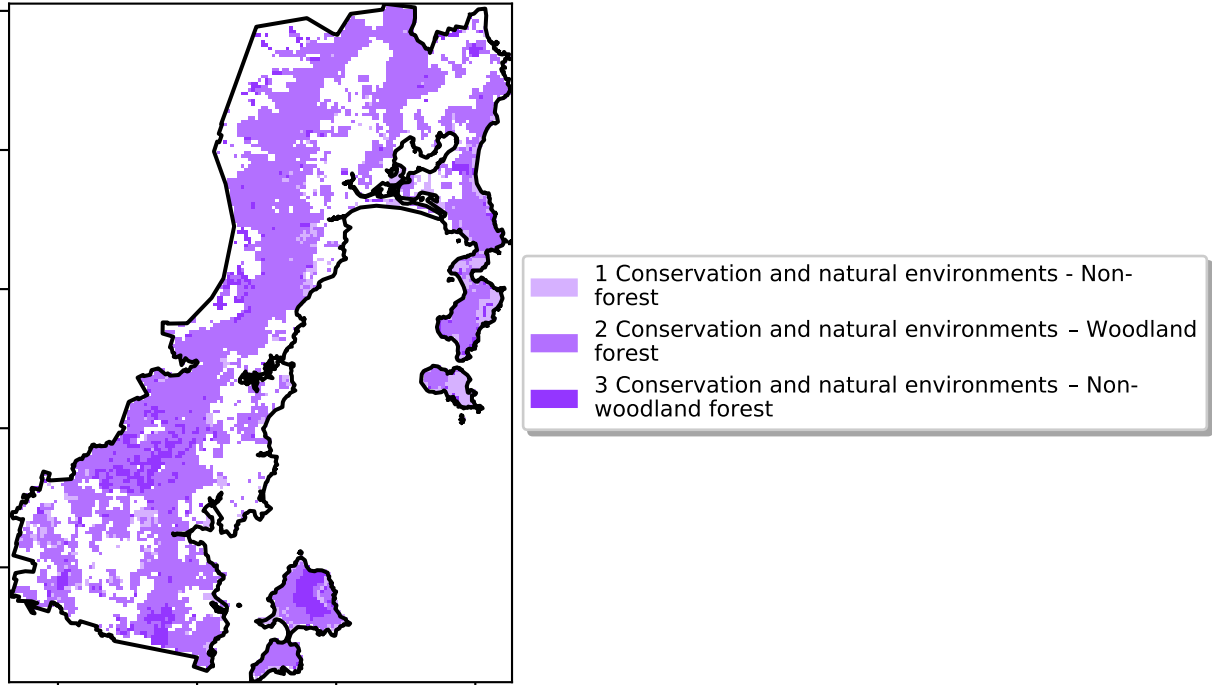 1 Conservation and natural environments - Non-
forest
2 Conservation and natural environments – Woodland
forest
3 Conservation and natural environments – Non-
woodland forest